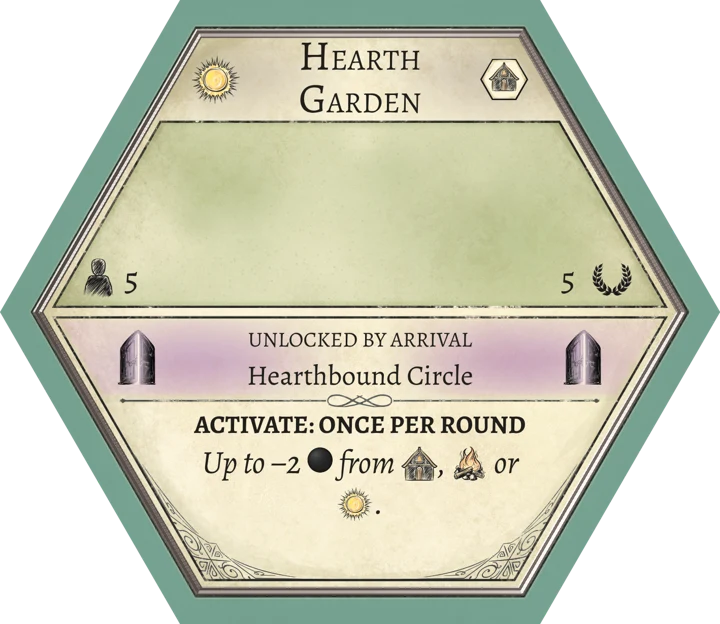 HEARTH
GARDEN
5
5
UNLOCKED BY ARRIVAL
Hearthbound Circle
ACTIVATE: ONCE PER ROUND
Up to –2 from , or
.